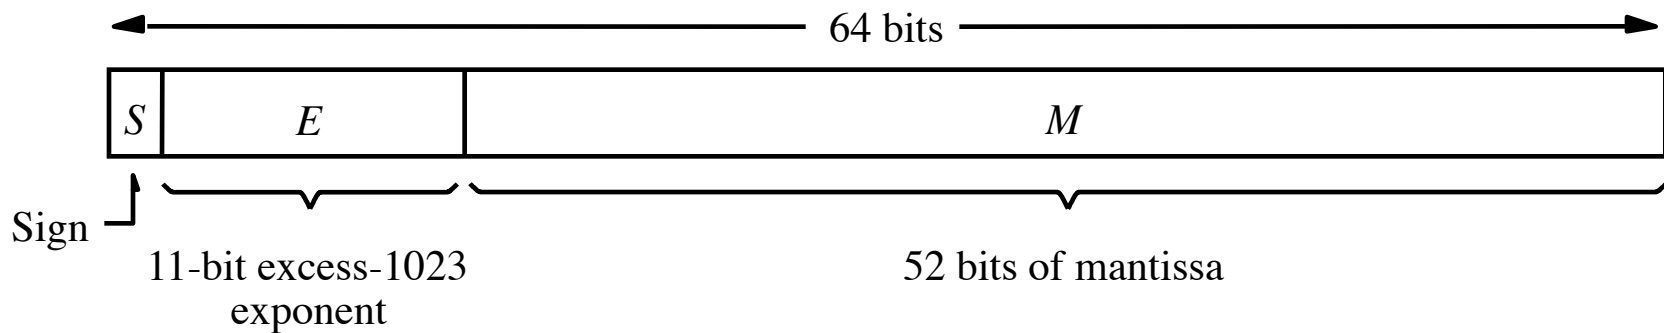 64 bits
S E M
Sign
11-bit excess-1023
exponent
52 bits of mantissa